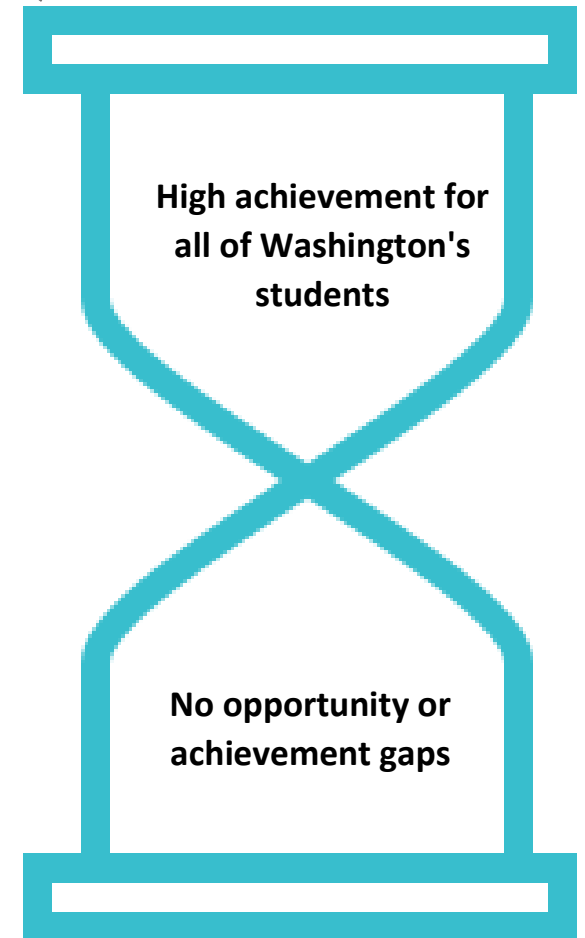 High achievement for
all of Washington's
students
No opportunity or
achievement gaps